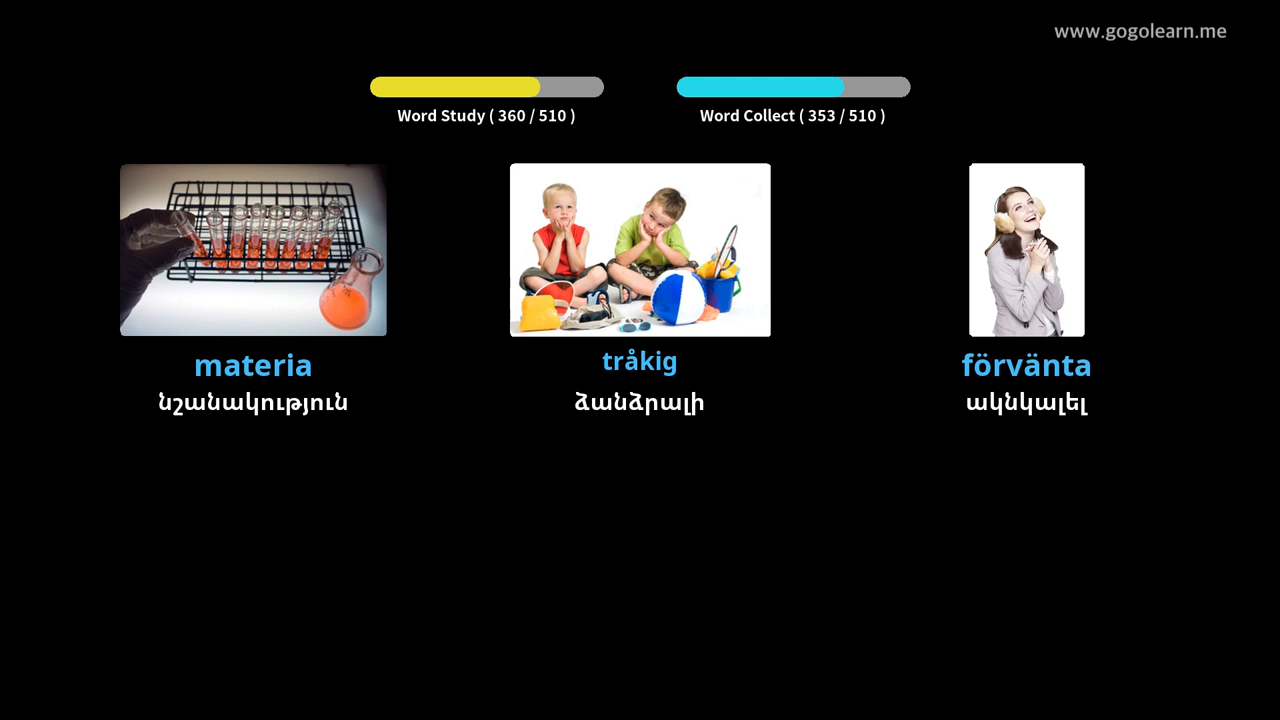 www.gogolearn.me
Word Study ( 360 / 510 )
Word Collect ( 353 / 510 )
materia
նշանակություն
tråkig
ձանձրալի
förvänta
ակնկալել